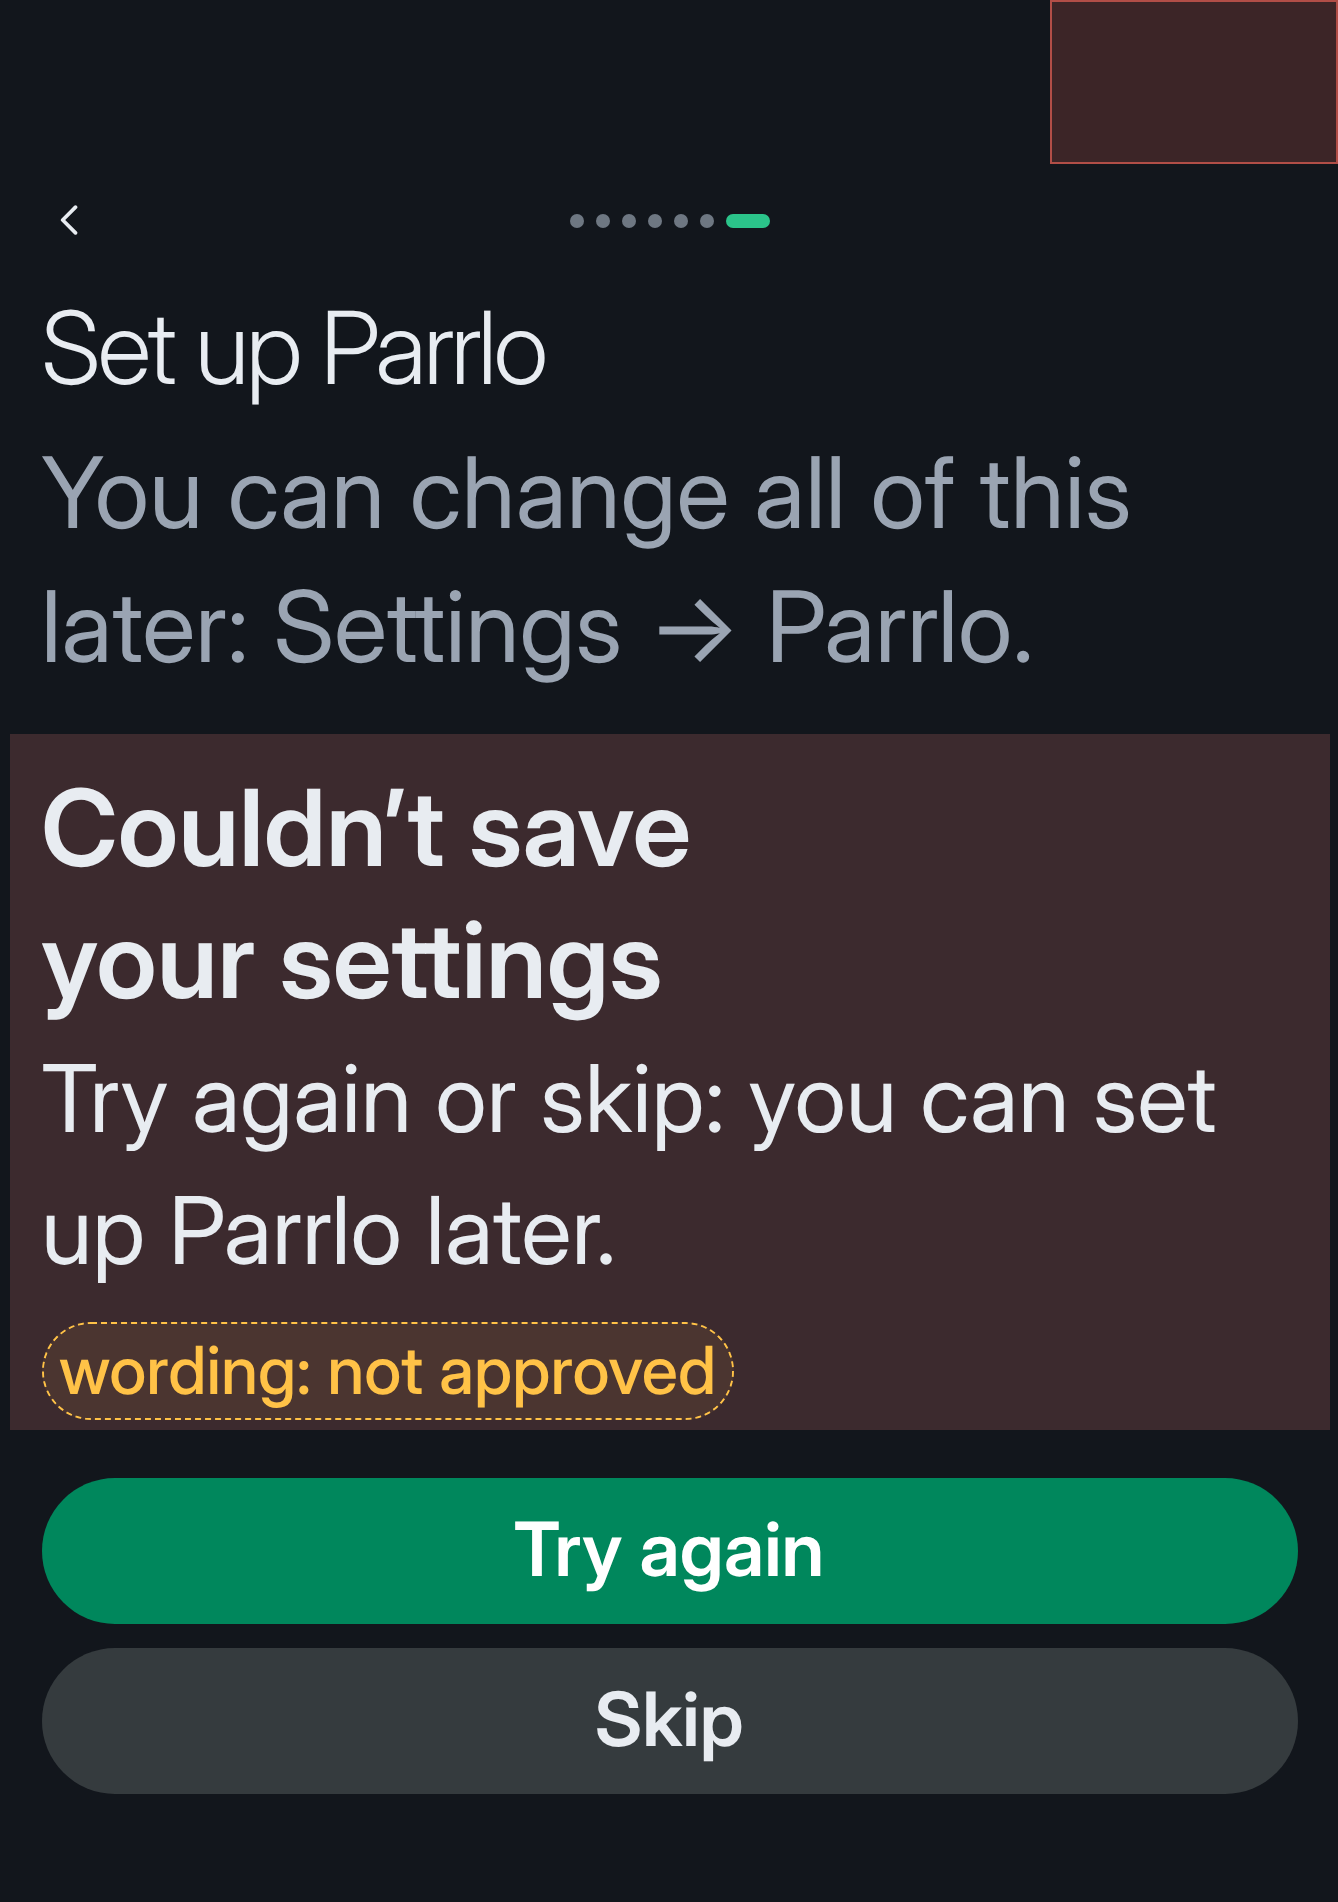 Set up Parrlo
You can change all of this
later: Settings → Parrlo.
Couldn't save
your settings
Try again or skip: you can set
up Parrlo later.
wording: not approved
Try again
Skip